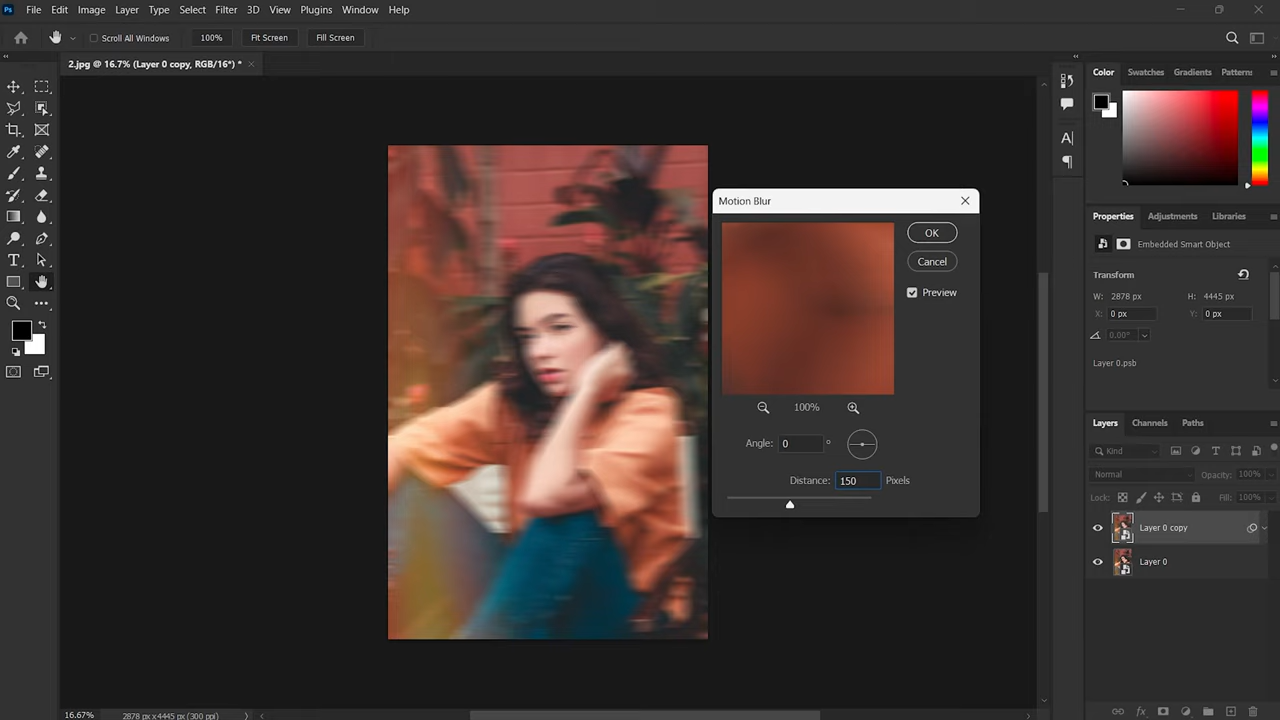 Ps File Edit Image Layer Type Select Filter 3D View Plugins Window Help
Scroll All Windows 100% Fit Screen Fill Screen
2.jpg @ 16.7% (Layer 0 copy, RGB/16*) *
Color Swatches Gradients Pattern
Motion Blur
OK
Cancel
Preview
100%
Angle: 0 °
Distance: 150 Pixels
Properties Adjustments Libraries
Embedded Smart Object
Transform
W: 2878 px H: 4445 px
X: 0 px Y: 0 px
0.00°
Layer 0.psb
Layers Channels Paths
Kind
Normal Opacity: 100%
Lock: Fill: 100%
Layer 0 copy
Layer 0
16.67% 2878 px x 4445 px (300 ppi)